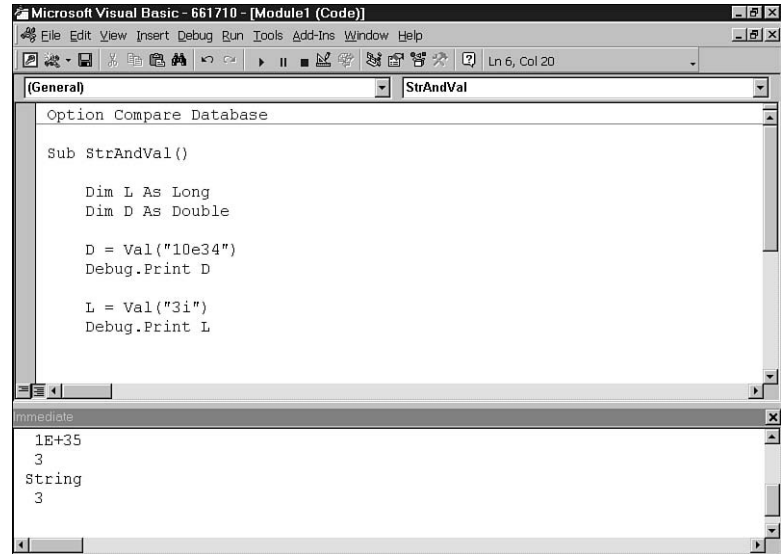 Microsoft Visual Basic - 661710 - [Module1 (Code)]
File Edit View Insert Debug Run Tools Add-Ins Window Help
Ln 6, Col 20
(General) StrAndVal
Option Compare Database
Sub StrAndVal()
Dim L As Long
Dim D As Double
D = Val("10e34")
Debug.Print D
L = Val("3i")
Debug.Print L
Immediate
1E+35
3
String
3